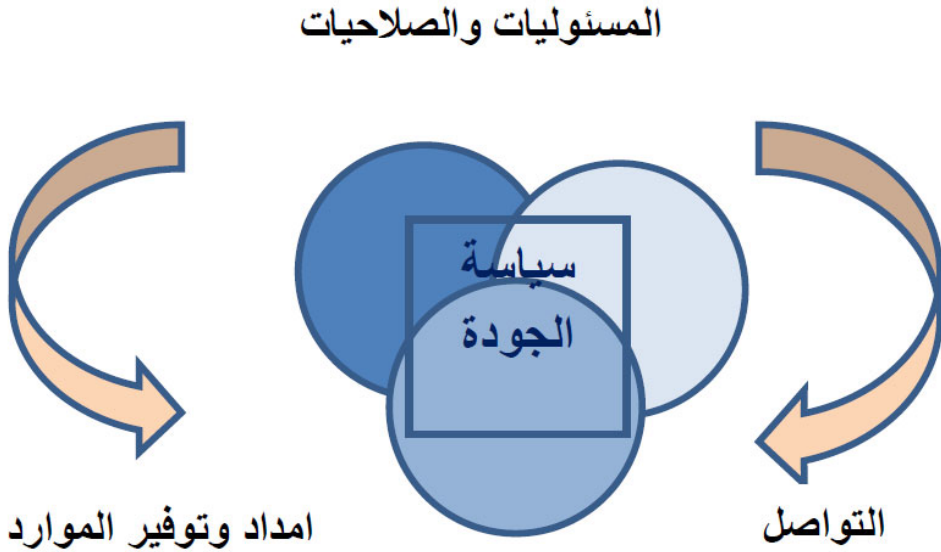 المسئوليات والصلاحيات
سياسة
الجودة
التواصل
امداد وتوفير الموارد